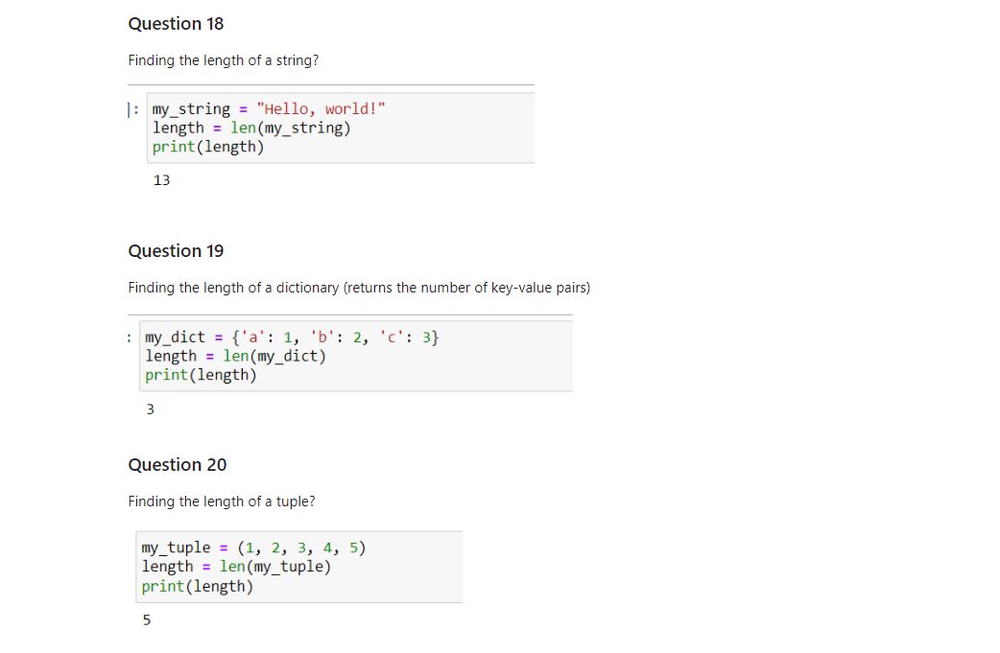 Question 18
Finding the length of a string?
]: my_string = "Hello, world!"
length = len(my_string)
print(length)
13
Question 19
Finding the length of a dictionary (returns the number of key-value pairs)
: my_dict = {'a': 1, 'b': 2, 'c': 3}
length = len(my_dict)
print(length)
3
Question 20
Finding the length of a tuple?
my_tuple = (1, 2, 3, 4, 5)
length = len(my_tuple)
print(length)
5